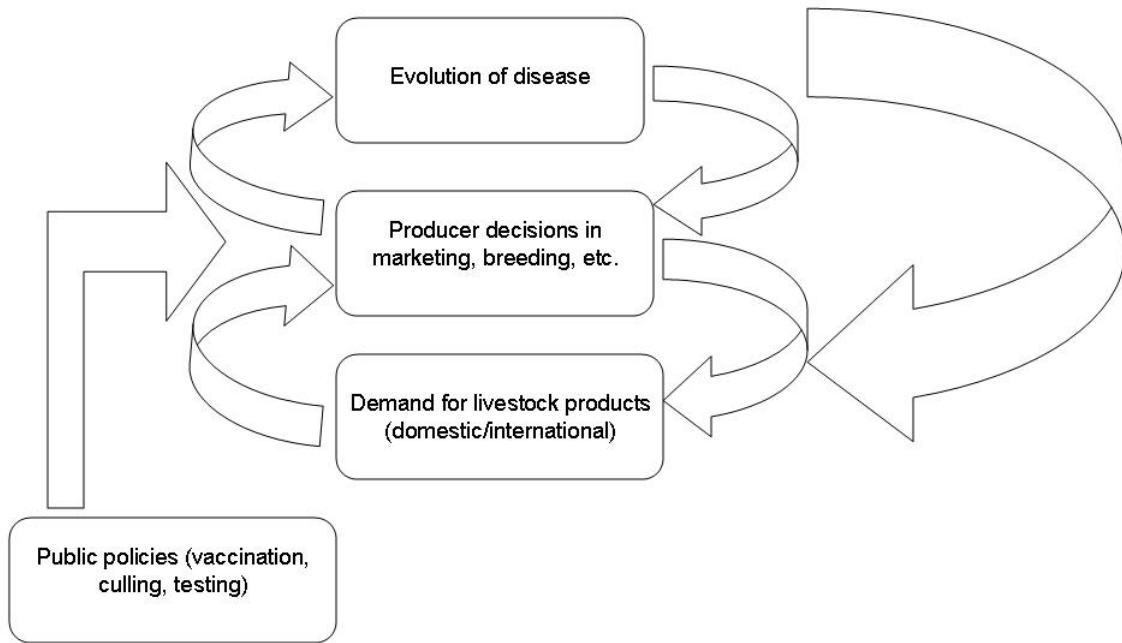 Evolution of disease
Producer decisions in
marketing, breeding, etc.
Demand for livestock products
(domestic/international)
Public policies (vaccination,
culling, testing)